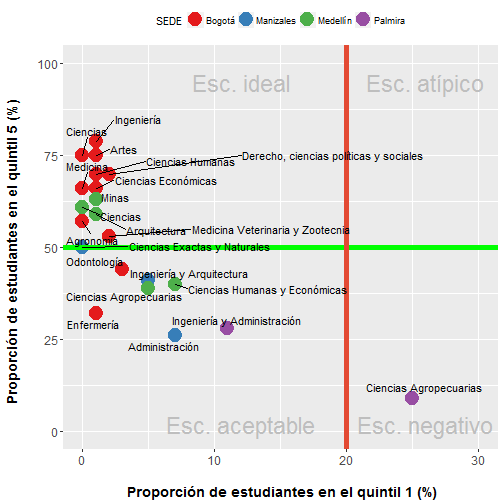 SEDE Bogotá Manizales Medellín Palmira
Proporción de estudiantes en el quintil 5 (%)
100
75
50
25
0
Esc. ideal
Esc. atípico
Ingeniería
Ciencias
Artes
Ciencias Humanas
Derecho, ciencias políticas y sociales
Medicina
Ciencias Económicas
Minas
Ciencias
Arquitectura
Medicina Veterinaria y Zootecnia
Agronomía
Ciencias Exactas y Naturales
Odontología
Ingeniería y Arquitectura
Ciencias Agropecuarias
Ciencias Humanas y Económicas
Enfermería
Ingeniería y Administración
Administración
Ciencias Agropecuarias
Esc. aceptable
Esc. negativo
0
10
20
30
Proporción de estudiantes en el quintil 1 (%)